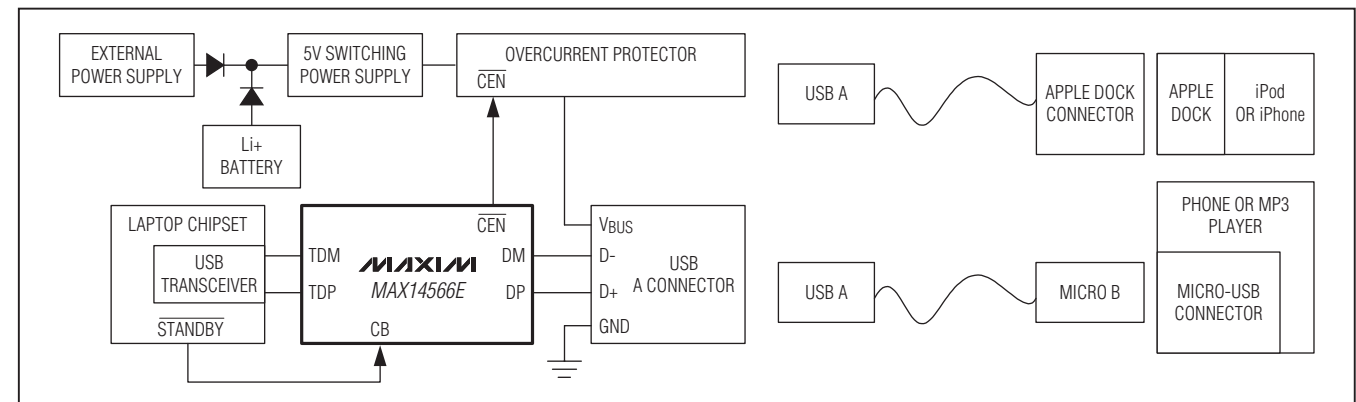 EXTERNAL
POWER SUPPLY
5V SWITCHING
POWER SUPPLY
OVERCURRENT PROTECTOR
CEN
Li+
BATTERY
LAPTOP CHIPSET
USB
TRANSCEIVER
STANDBY
TDM
TDP
CEN
MAXIM
MAX14566E
CB
DM
DP
VBUS
D-
D+
GND
USB
A CONNECTOR
USB A
APPLE DOCK
CONNECTOR
APPLE
DOCK
iPod
OR iPhone
USB A
MICRO B
PHONE OR MP3
PLAYER
MICRO-USB
CONNECTOR